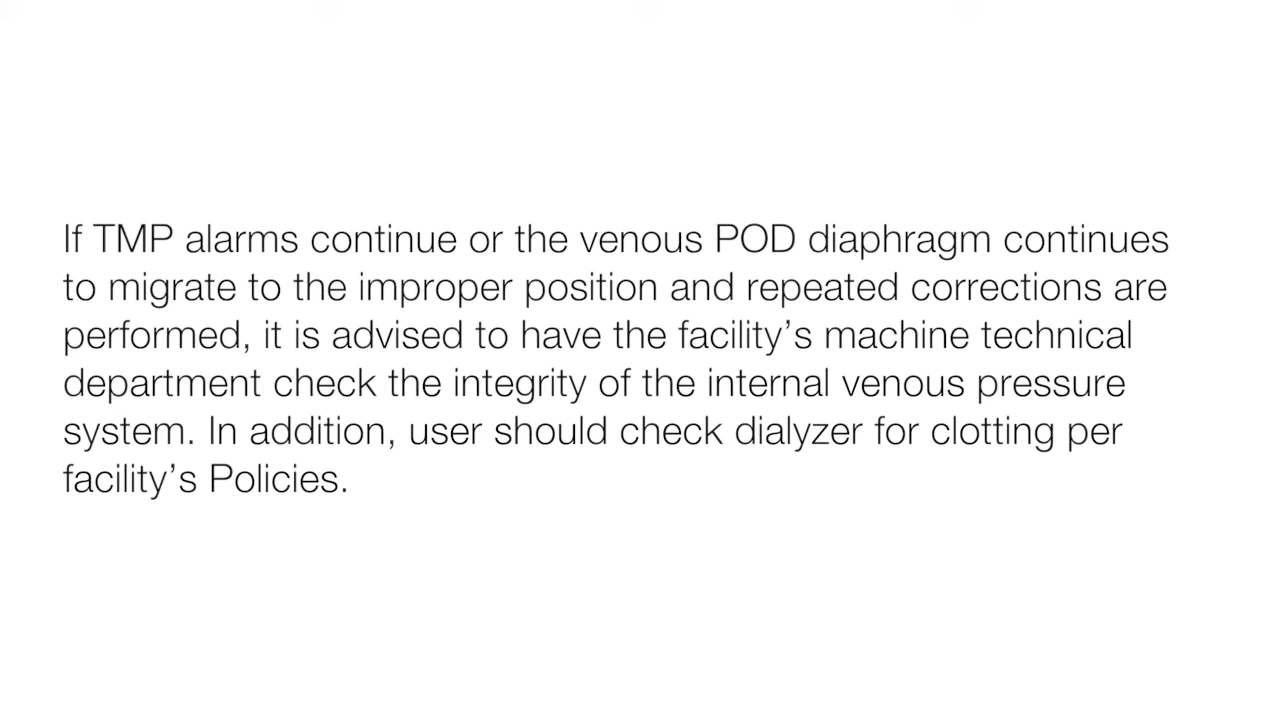 If TMP alarms continue or the venous POD diaphragm continues
to migrate to the improper position and repeated corrections are
performed, it is advised to have the facility’s machine technical
department check the integrity of the internal venous pressure
system. In addition, user should check dialyzer for clotting per
facility’s Policies.